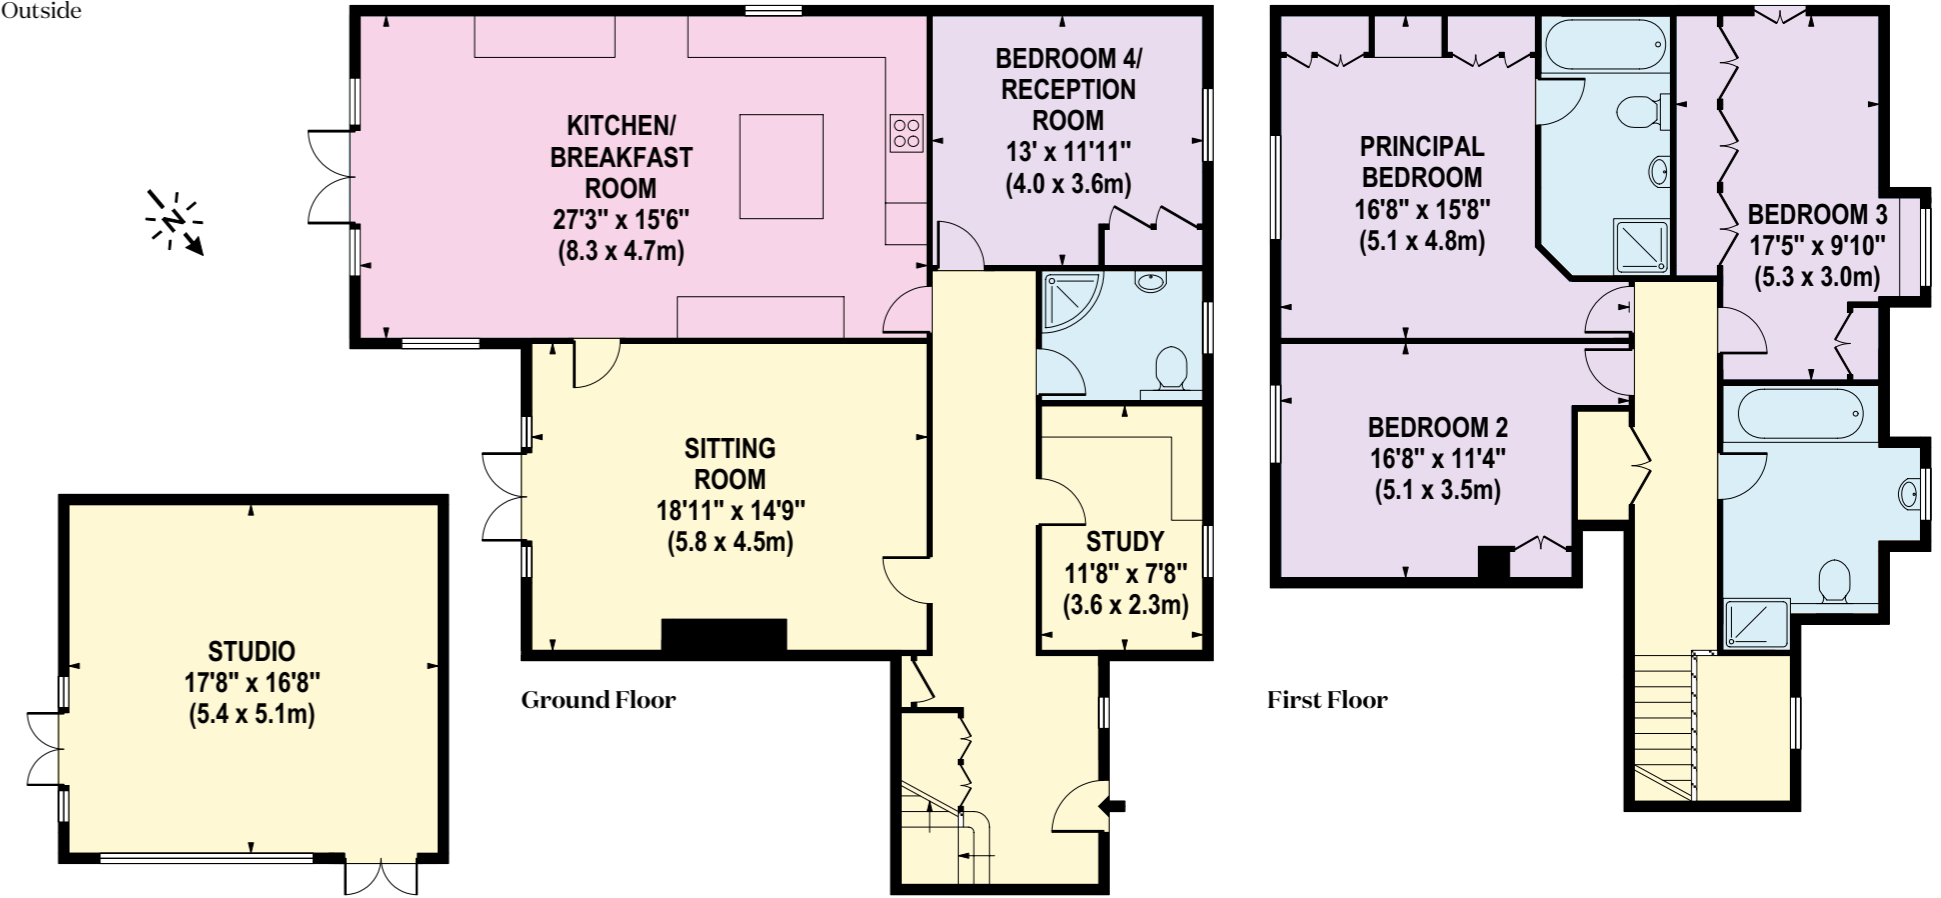 Outside
N
KITCHEN/
BREAKFAST
ROOM
27'3" x 15'6"
(8.3 x 4.7m)
BEDROOM 4/
RECEPTION
ROOM
13' x 11'11"
(4.0 x 3.6m)
SITTING
ROOM
18'11" x 14'9"
(5.8 x 4.5m)
STUDY
11'8" x 7'8"
(3.6 x 2.3m)
STUDIO
17'8" x 16'8"
(5.4 x 5.1m)
Ground Floor
PRINCIPAL
BEDROOM
16'8" x 15'8"
(5.1 x 4.8m)
BEDROOM 3
17'5" x 9'10"
(5.3 x 3.0m)
BEDROOM 2
16'8" x 11'4"
(5.1 x 3.5m)
First Floor